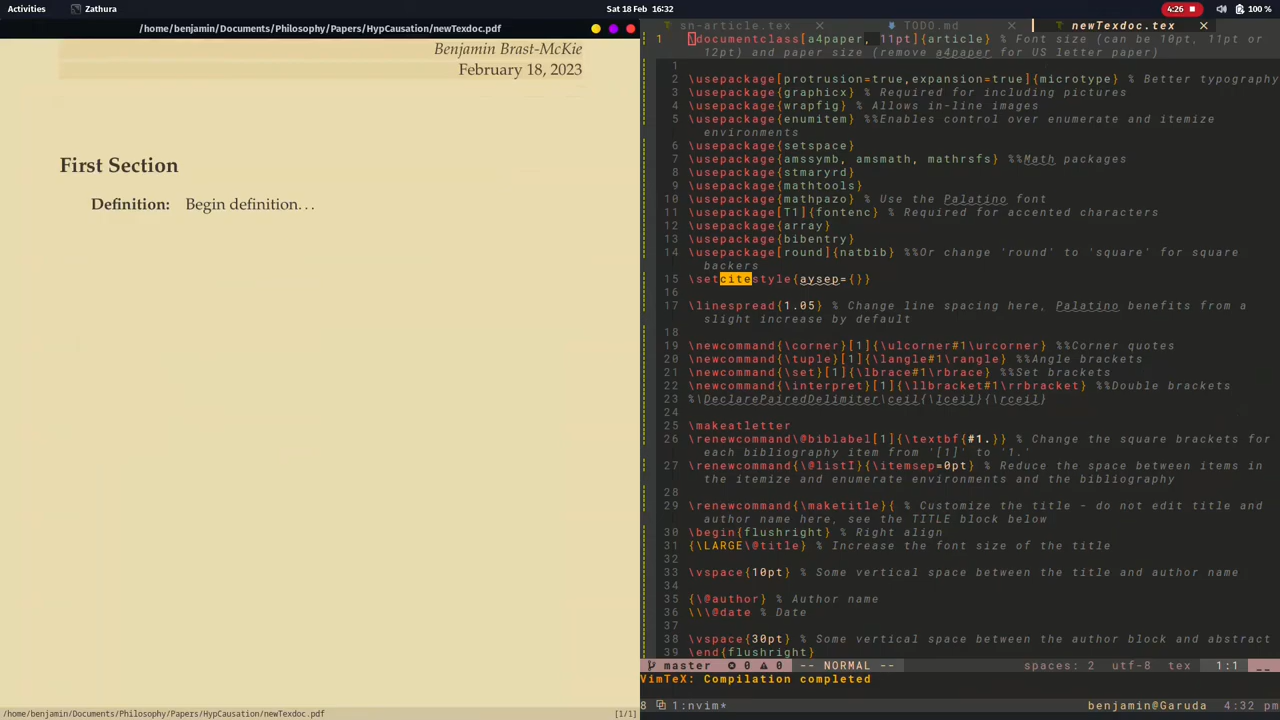 Activities
Zathura
Sat 18 Feb 16:32
4:26
100 %
/home/benjamin/Documents/Philosophy/Papers/HypCausation/newTexdoc.pdf
Benjamin Brast-McKie
February 18, 2023
First Section
Definition: Begin definition…
/home/benjamin/Documents/Philosophy/Papers/HypCausation/newTexdoc.pdf [1/1]
sn-article.tex TODO.md newTexdoc.tex
1 \documentclass[a4paper, 11pt]{article} % Font size (can be 10pt, 11pt or
12pt) and paper size (remove a4paper for US letter paper)
1
2 \usepackage[protrusion=true,expansion=true]{microtype} % Better typography
3 \usepackage{graphicx} % Required for including pictures
4 \usepackage{wrapfig} % Allows in-line images
5 \usepackage{enumitem} %%Enables control over enumerate and itemize
environments
6 \usepackage{setspace}
7 \usepackage{amssymb, amsmath, mathrsfs} %%Math packages
8 \usepackage{stmaryrd}
9 \usepackage{mathtools}
10 \usepackage{mathpazo} % Use the Palatino font
11 \usepackage[T1]{fontenc} % Required for accented characters
12 \usepackage{array}
13 \usepackage{bibentry}
14 \usepackage[round]{natbib} %%Or change 'round' to 'square' for square
backers
15 \setcitestyle{aysep={}}
16
17 \linespread{1.05} % Change line spacing here, Palatino benefits from a
slight increase by default
18
19 \newcommand{\corner}[1]{\ulcorner#1\urcorner} %%Corner quotes
20 \newcommand{\tuple}[1]{\langle#1\rangle} %%Angle brackets
21 \newcommand{\set}[1]{\lbrace#1\rbrace} %%Set brackets
22 \newcommand{\interpret}[1]{\llbracket#1\rrbracket} %%Double brackets
23 %\DeclarePairedDelimiter\ceil{\lceil}{\rceil}
24
25 \makeatletter
26 \renewcommand\@biblabel[1]{\textbf{#1.}} % Change the square brackets for
each bibliography item from '[1]' to '1.'
27 \renewcommand{\@listI}{\itemsep=0pt} % Reduce the space between items in
the itemize and enumerate environments and the bibliography
28
29 \renewcommand{\maketitle}{ % Customize the title - do not edit title and
author name here, see the TITLE block below
30 \begin{flushright} % Right align
31 {\LARGE\@title} % Increase the font size of the title
32
33 \vspace{10pt} % Some vertical space between the title and author name
34
35 {\@author} % Author name
36 \\\@date % Date
37
38 \vspace{30pt} % Some vertical space between the author block and abstract
39 \end{flushright}
master 0 0 -- NORMAL -- spaces: 2 utf-8 tex 1:1 __
VimTeX: Compilation completed
8 1:nvim* benjamin@Garuda 4:32 pm